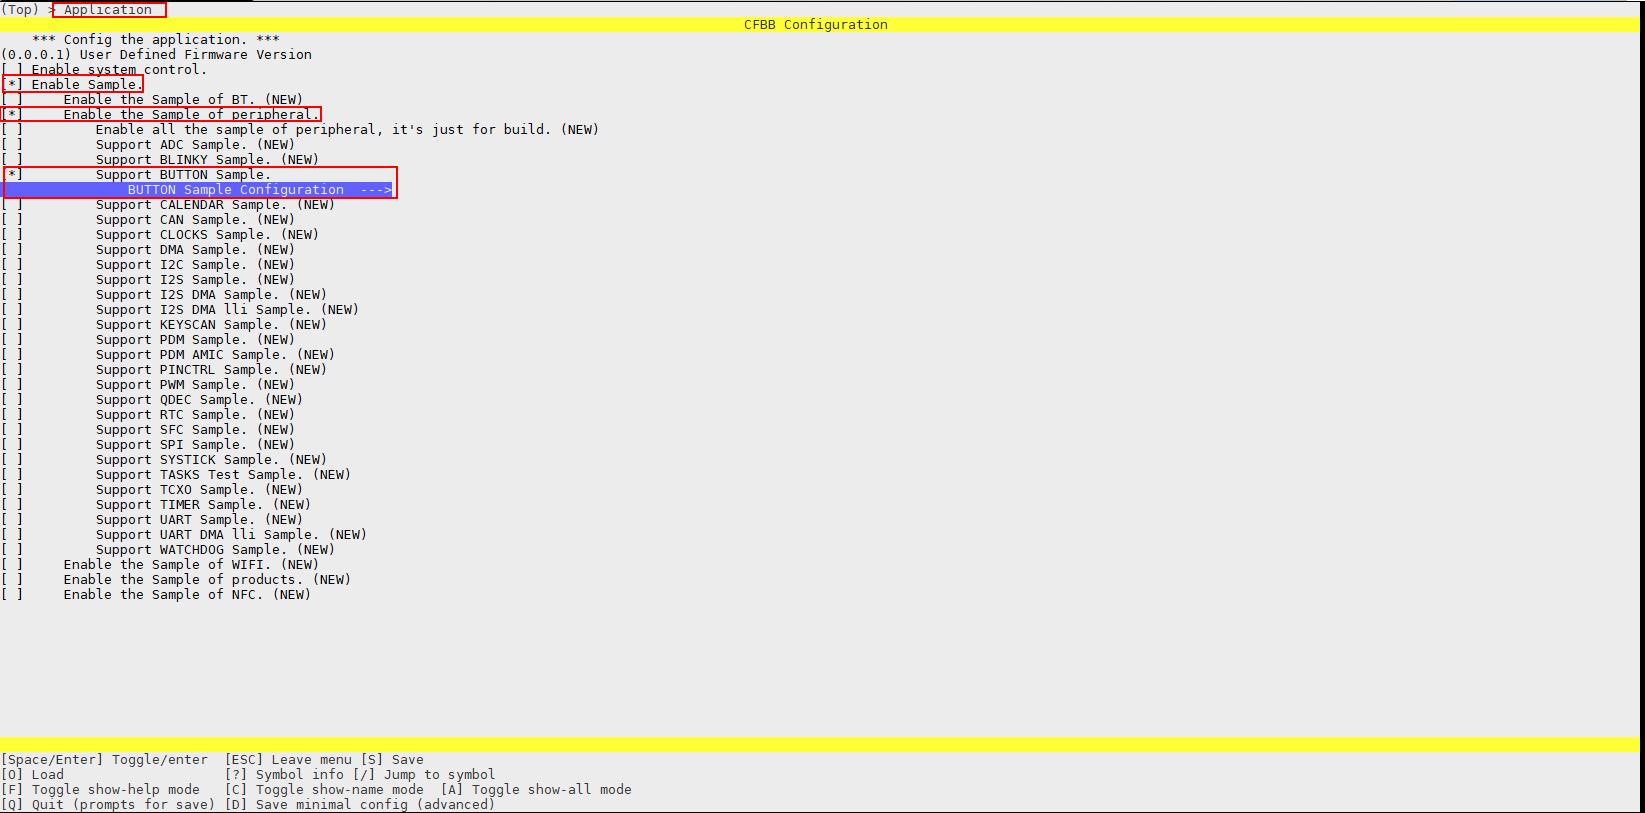 (Top) > Application
CFBB Configuration
*** Config the application. ***
(0.0.0.1) User Defined Firmware Version
[ ] Enable system control.
[*] Enable Sample.
[ ]     Enable the Sample of BT. (NEW)
[*]     Enable the Sample of peripheral.
[ ]         Enable all the sample of peripheral, it's just for build. (NEW)
[ ]         Support ADC Sample. (NEW)
[ ]         Support BLINKY Sample. (NEW)
[*]         Support BUTTON Sample.
BUTTON Sample Configuration  --->
[ ]         Support CALENDAR Sample. (NEW)
[ ]         Support CAN Sample. (NEW)
[ ]         Support CLOCKS Sample. (NEW)
[ ]         Support DMA Sample. (NEW)
[ ]         Support I2C Sample. (NEW)
[ ]         Support I2S Sample. (NEW)
[ ]         Support I2S DMA Sample. (NEW)
[ ]         Support I2S DMA lli Sample. (NEW)
[ ]         Support KEYSCAN Sample. (NEW)
[ ]         Support PDM Sample. (NEW)
[ ]         Support PDM AMIC Sample. (NEW)
[ ]         Support PINCTRL Sample. (NEW)
[ ]         Support PWM Sample. (NEW)
[ ]         Support QDEC Sample. (NEW)
[ ]         Support RTC Sample. (NEW)
[ ]         Support SFC Sample. (NEW)
[ ]         Support SPI Sample. (NEW)
[ ]         Support SYSTICK Sample. (NEW)
[ ]         Support TASKS Test Sample. (NEW)
[ ]         Support TCXO Sample. (NEW)
[ ]         Support TIMER Sample. (NEW)
[ ]         Support UART Sample. (NEW)
[ ]         Support UART DMA lli Sample. (NEW)
[ ]         Support WATCHDOG Sample. (NEW)
[ ]     Enable the Sample of WIFI. (NEW)
[ ]     Enable the Sample of products. (NEW)
[ ]     Enable the Sample of NFC. (NEW)
[Space/Enter] Toggle/enter  [ESC] Leave menu [S] Save
[O] Load                    [?] Symbol info [/] Jump to symbol
[F] Toggle show-help mode   [C] Toggle show-name mode  [A] Toggle show-all mode
[Q] Quit (prompts for save) [D] Save minimal config (advanced)